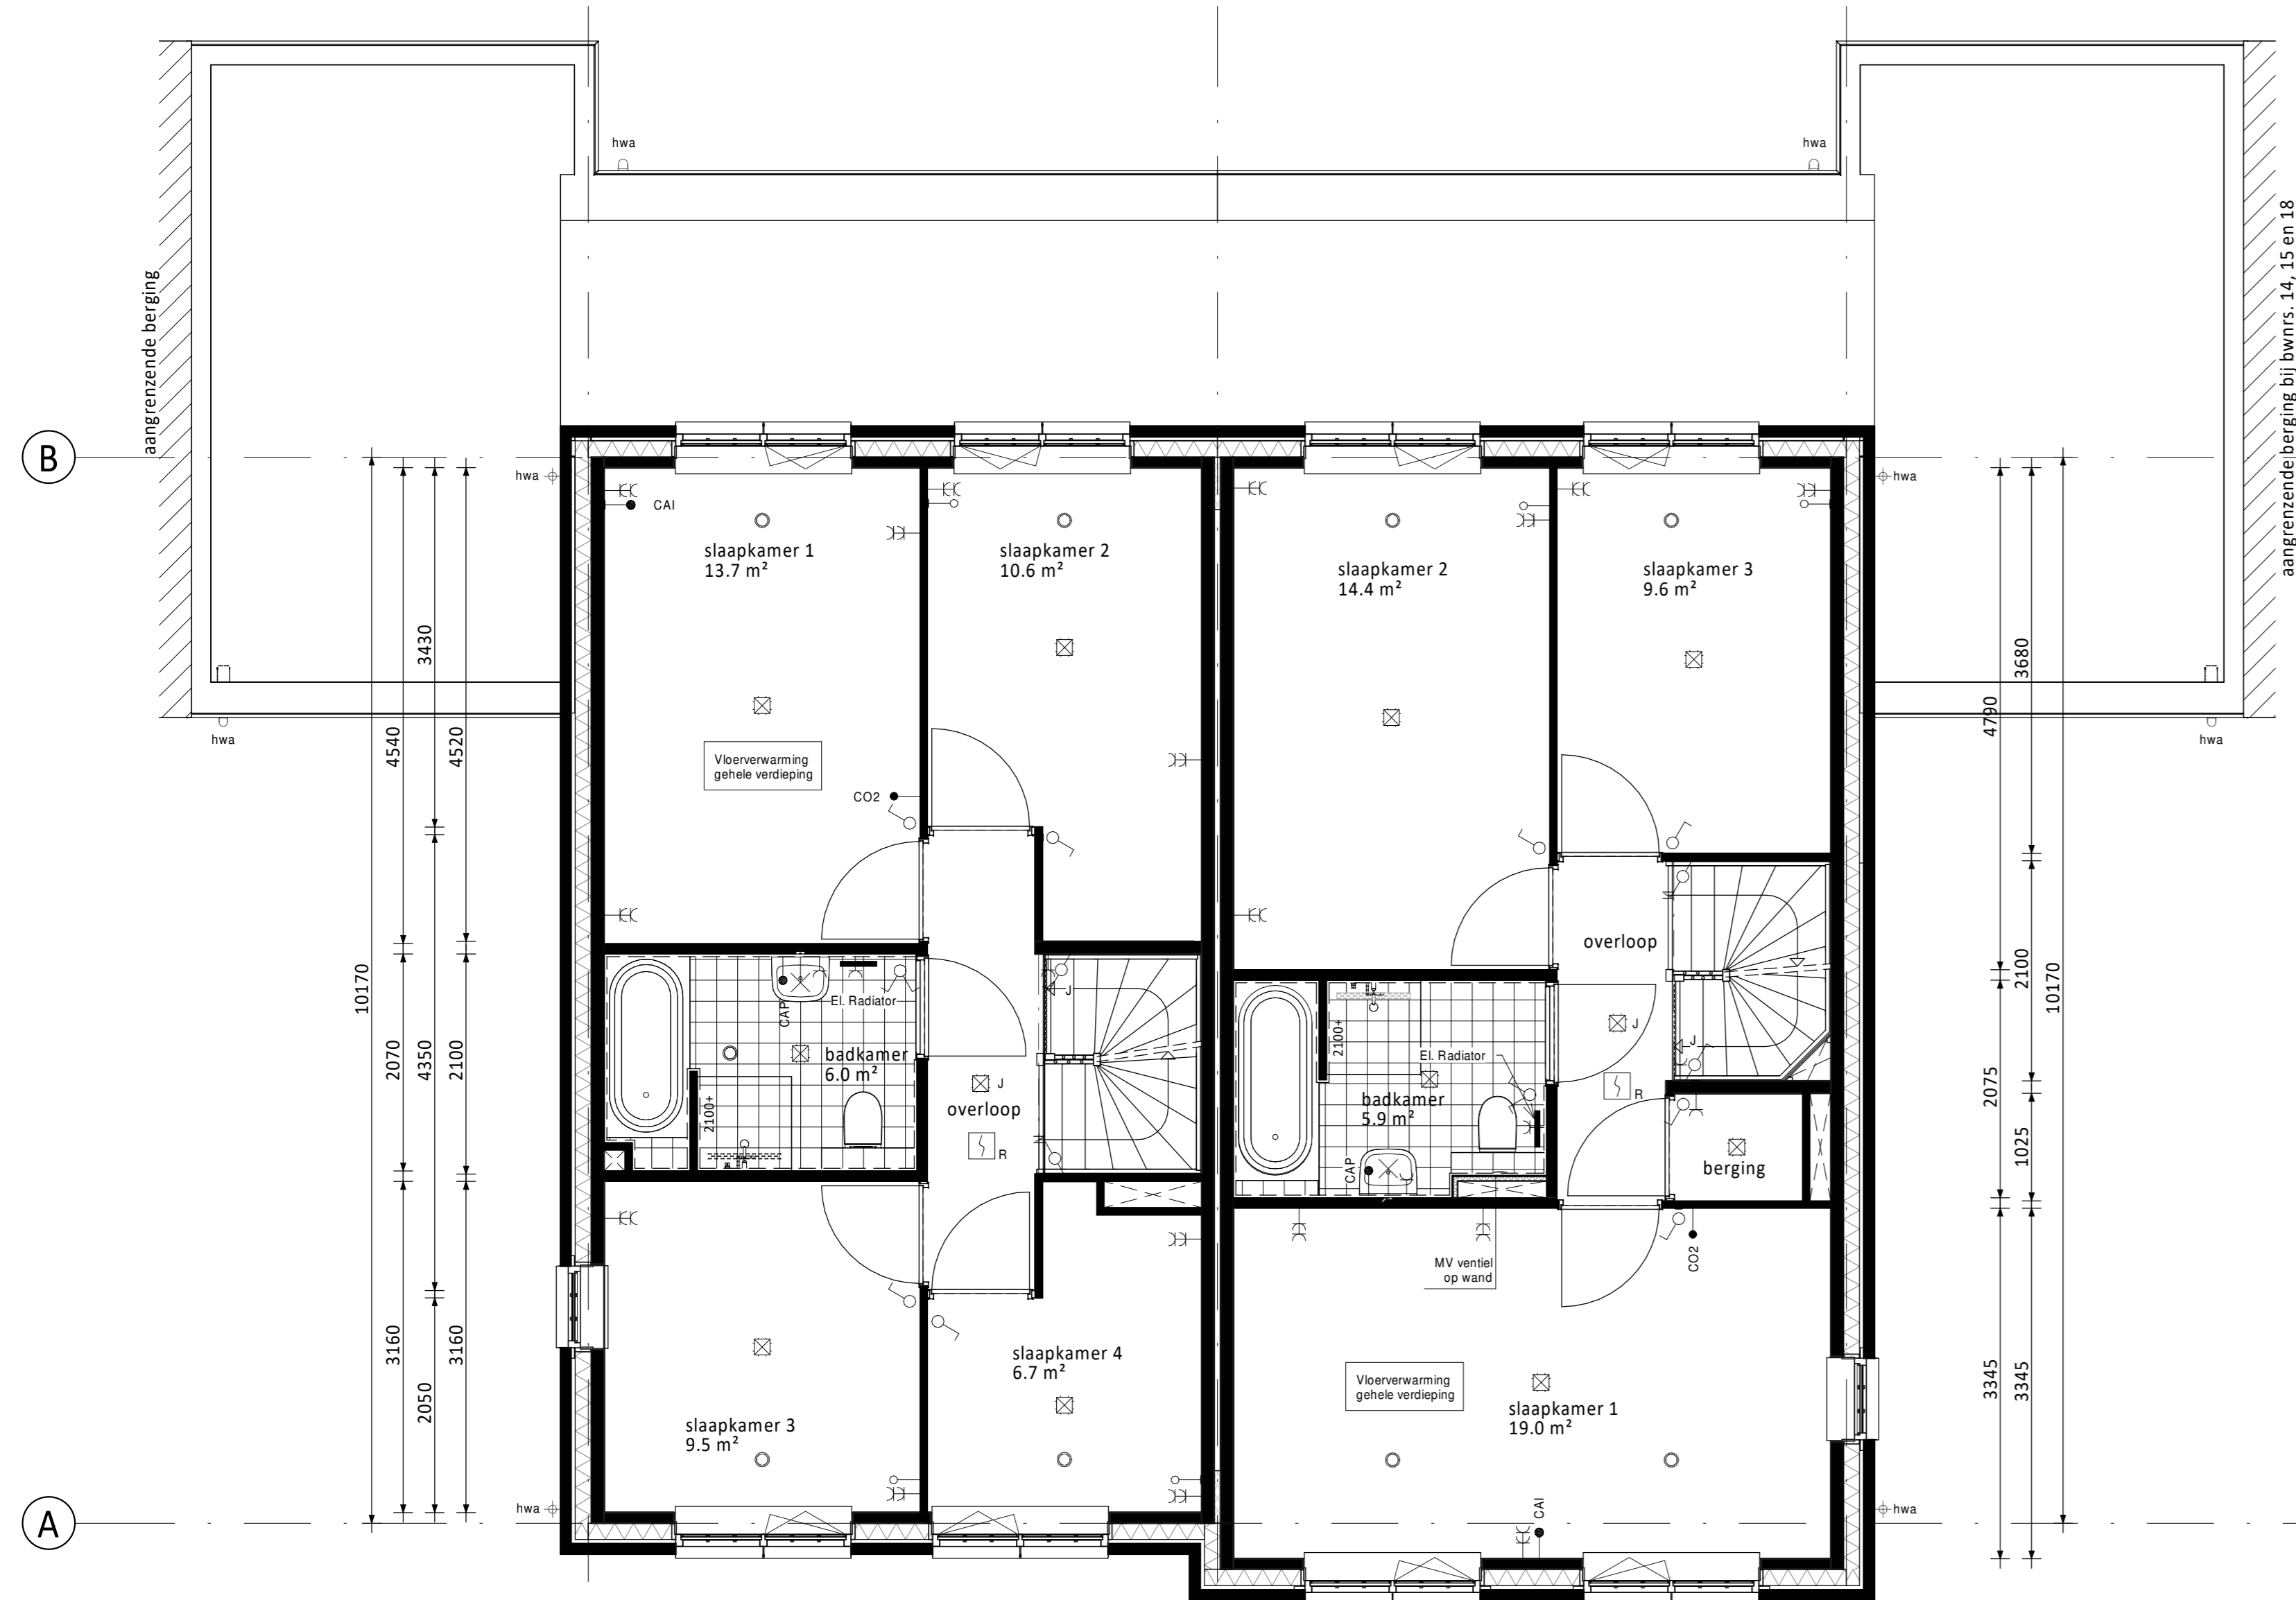 hwa
hwa
aangrenzende berging
aangrenzende berging bij bwnrs. 14, 15 en 18
B
hwa
hwa
CAI
slaapkamer 1
13.7 m²
slaapkamer 2
10.6 m²
slaapkamer 2
14.4 m²
slaapkamer 3
9.6 m²
3430
4540
4520
3680
4790
hwa
hwa
Vloerverwarming
gehele verdieping
CO2
overloop
10170
2070
4350
2100
2100
10170
2075
1025
CAP
El. Radiator
badkamer
6.0 m²
2100+
J
J
overloop
R
2100+
El. Radiator
badkamer
5.9 m²
CAP
J
J
R
berging
MV ventiel
op wand
CO2
3160
2050
3160
3345
3345
slaapkamer 4
6.7 m²
slaapkamer 3
9.5 m²
Vloerverwarming
gehele verdieping
slaapkamer 1
19.0 m²
CAI
A
hwa
hwa